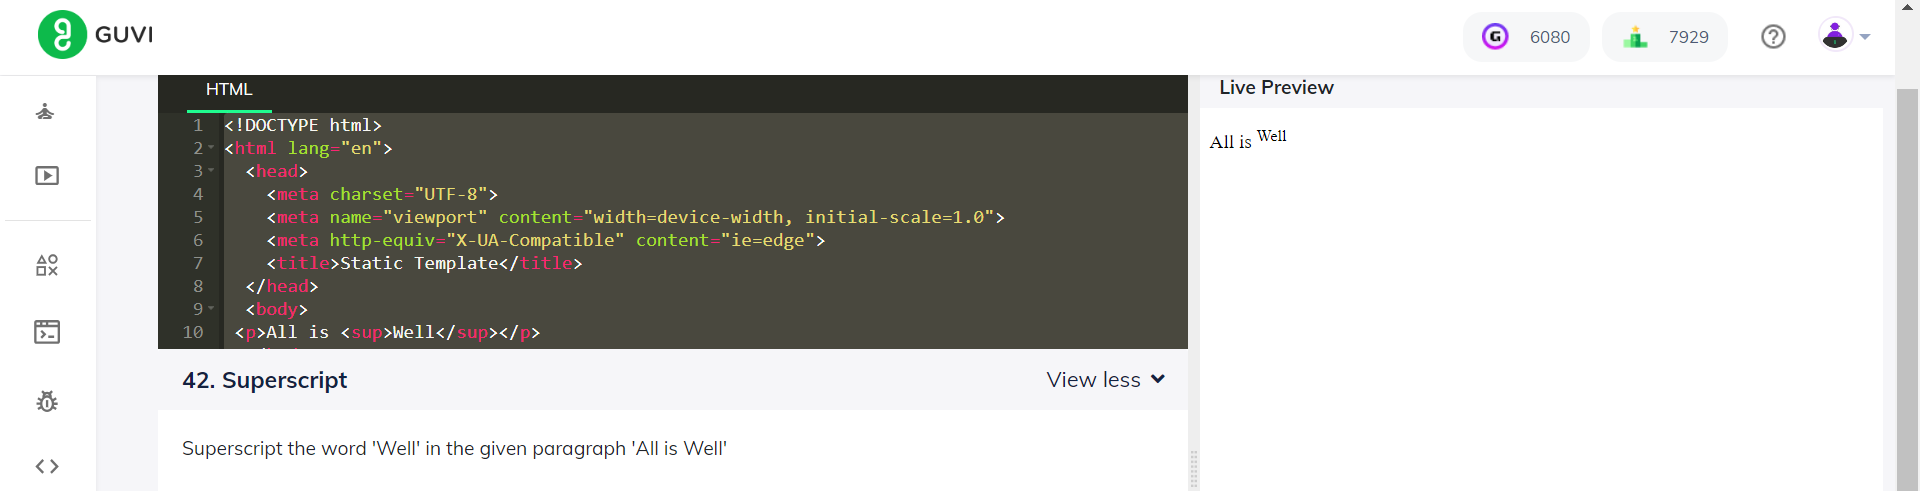 GUVI
6080
7929
HTML
1 <!DOCTYPE html>
2 <html lang="en">
3 <head>
4 <meta charset="UTF-8">
5 <meta name="viewport" content="width=device-width, initial-scale=1.0">
6 <meta http-equiv="X-UA-Compatible" content="ie=edge">
7 <title>Static Template</title>
8 </head>
9 <body>
10 <p>All is <sup>Well</sup></p>
42. Superscript
View less
Superscript the word 'Well' in the given paragraph 'All is Well'
Live Preview
All is Well